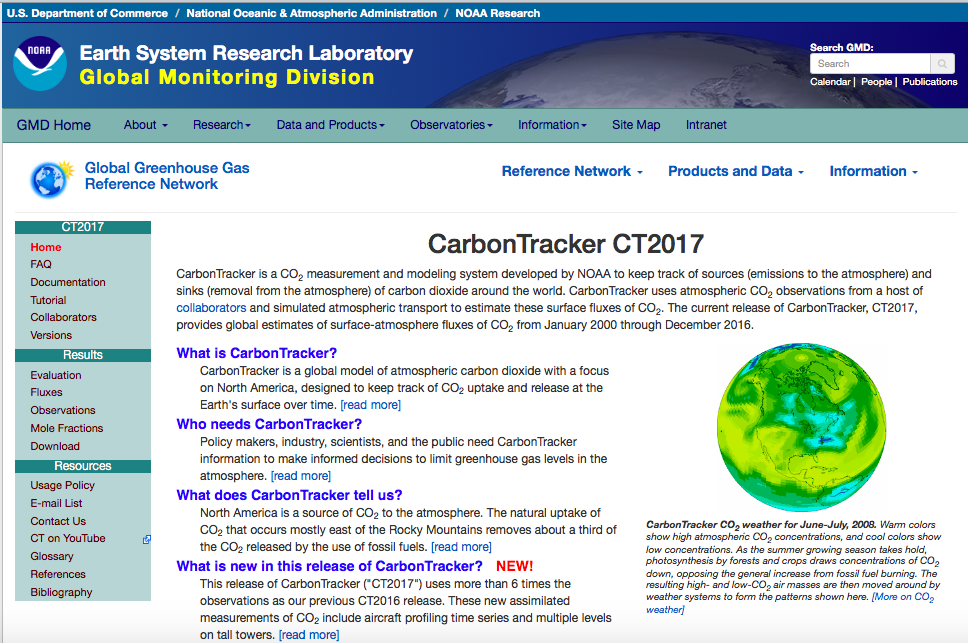 U.S. Department of Commerce / National Oceanic & Atmospheric Administration / NOAA Research
NOAA
Earth System Research Laboratory
Global Monitoring Division
Search GMD:
Search
Calendar | People | Publications
GMD Home About Research Data and Products Observatories Information Site Map Intranet
Global Greenhouse Gas
Reference Network
Reference Network Products and Data Information
CT2017
Home
FAQ
Documentation
Tutorial
Collaborators
Versions
Results
Evaluation
Fluxes
Observations
Mole Fractions
Download
Resources
Usage Policy
E-mail List
Contact Us
CT on YouTube
Glossary
References
Bibliography
CarbonTracker CT2017
CarbonTracker is a CO2 measurement and modeling system developed by NOAA to keep track of sources (emissions to the atmosphere) and
sinks (removal from the atmosphere) of carbon dioxide around the world. CarbonTracker uses atmospheric CO2 observations from a host of
collaborators and simulated atmospheric transport to estimate these surface fluxes of CO2. The current release of CarbonTracker, CT2017,
provides global estimates of surface-atmosphere fluxes of CO2 from January 2000 through December 2016.
What is CarbonTracker?
CarbonTracker is a global model of atmospheric carbon dioxide with a focus
on North America, designed to keep track of CO2 uptake and release at the
Earth's surface over time. [read more]
Who needs CarbonTracker?
Policy makers, industry, scientists, and the public need CarbonTracker
information to make informed decisions to limit greenhouse gas levels in the
atmosphere. [read more]
What does CarbonTracker tell us?
North America is a source of CO2 to the atmosphere. The natural uptake of
CO2 that occurs mostly east of the Rocky Mountains removes about a third of
the CO2 released by the use of fossil fuels. [read more]
What is new in this release of CarbonTracker? NEW!
This release of CarbonTracker ("CT2017") uses more than 6 times the
observations as our previous CT2016 release. These new assimilated
measurements of CO2 include aircraft profiling time series and multiple levels
on tall towers. [read more]
CarbonTracker CO2 weather for June-July, 2008. Warm colors
show high atmospheric CO2 concentrations, and cool colors show
low concentrations. As the summer growing season takes hold,
photosynthesis by forests and crops draws concentrations of CO2
down, opposing the general increase from fossil fuel burning. The
resulting high- and low-CO2 air masses are then moved around by
weather systems to form the patterns shown here. [More on CO2
weather]